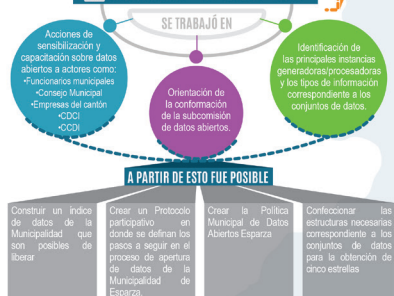 SE TRABAJÓ EN
Acciones de
sensibilización y
capacitación sobre datos
abiertos a actores como:
•Funcionarios municipales
•Consejo Municipal
•Empresas del cantón
•CDCI
•CCDI
Orientación de
la conformación
de la subcomisión
de datos abiertos.
Identificación de
las principales instancias
generadoras/procesadoras
y los tipos de información
correspondiente a los
conjuntos de datos.
A PARTIR DE ESTO FUE POSIBLE
Construir un índice
de datos de la
Municipalidad que
son posibles de
liberar
Crear un Protocolo
participativo en
donde se definan los
pasos a seguir en el
proceso de apertura
de datos de la
Municipalidad de
Esparza.
Crear la Política
Municipal de Datos
Abiertos Esparza
Confeccionar las
estructuras necesarias
correspondiente a los
conjuntos de datos
para la obtención de
cinco estrellas